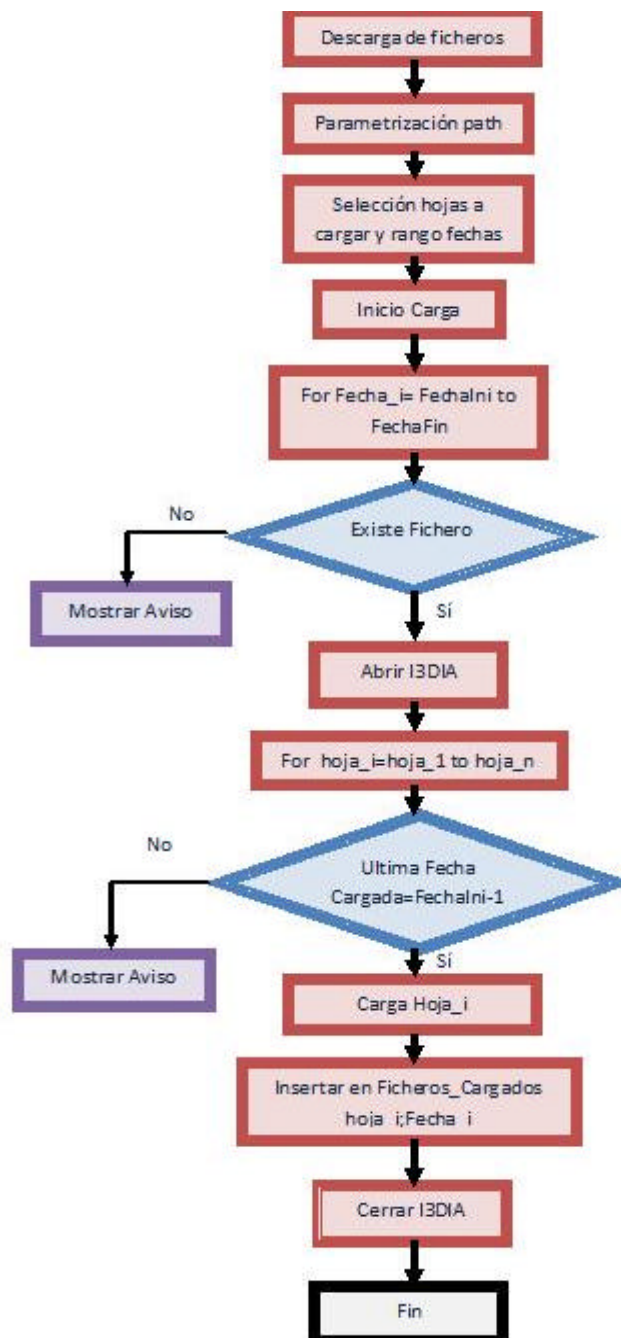 Descarga de ficheros
Parametrización path
Selección hojas a
cargar y rango fechas
Inicio Carga
For Fecha_i= FechaIni to
FechaFin
Existe Fichero
No
Mostrar Aviso
Sí
Abrir I3DIA
For hoja_i=hoja_1 to hoja_n
Ultima Fecha
Cargada=FechaIni-1
No
Mostrar Aviso
Sí
Carga Hoja_i
Insertar en Ficheros_Cargados
hoja_i;Fecha_i
Cerrar I3DIA
Fin